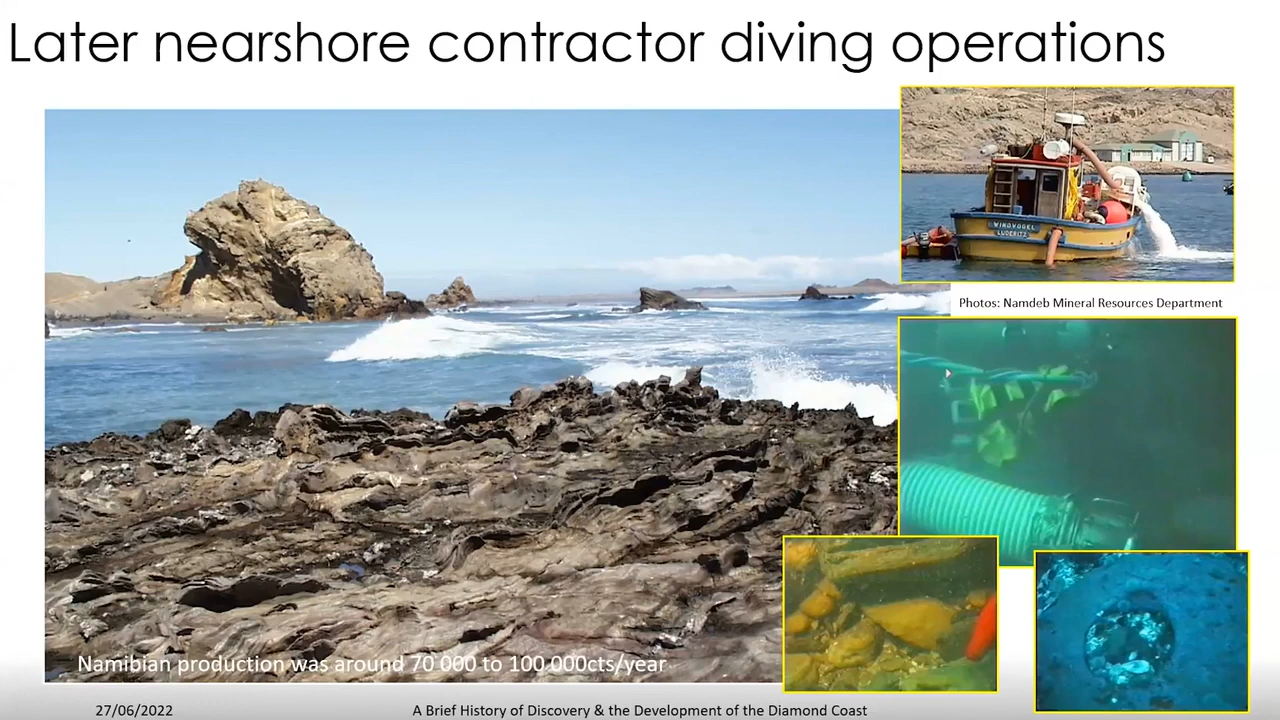 Later nearshore contractor diving operations
WINDVOGEL
LUDERITZ
Photos: Namdeb Mineral Resources Department
Namibian production was around 70 000 to 100 000cts/year
27/06/2022
A Brief History of Discovery & the Development of the Diamond Coast